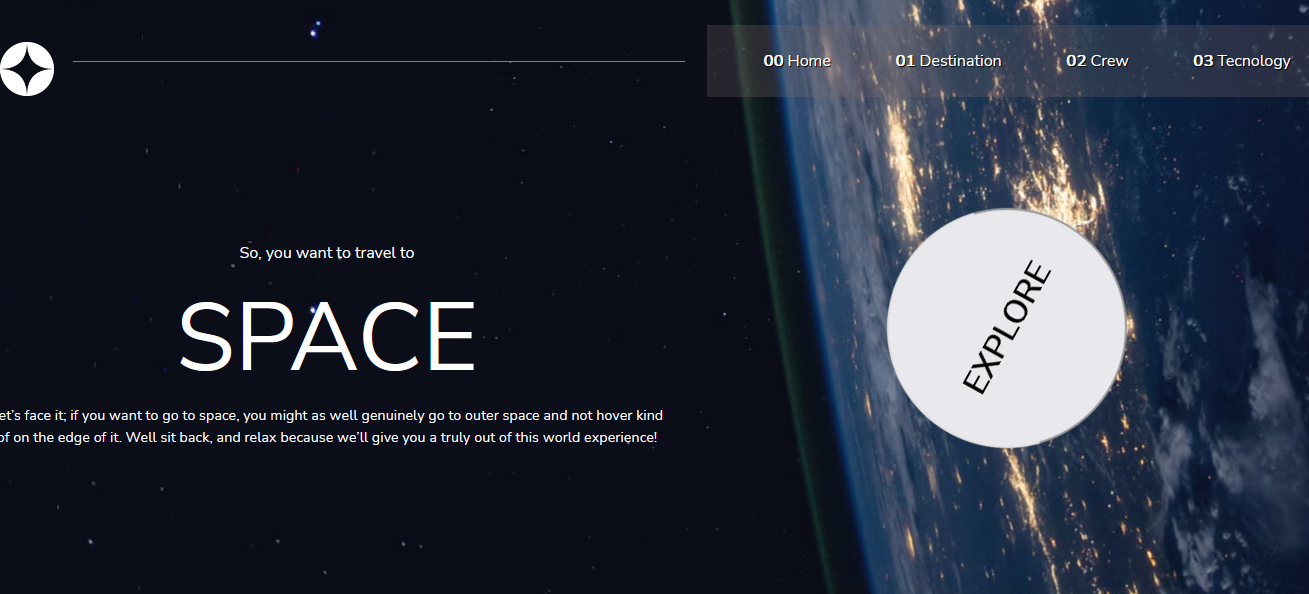 00 Home 01 Destination 02 Crew 03 Tecnology
So, you want to travel to
SPACE
et’s face it; if you want to go to space, you might as well genuinely go to outer space and not hover kind
of on the edge of it. Well sit back, and relax because we’ll give you a truly out of this world experience!
EXPLORE